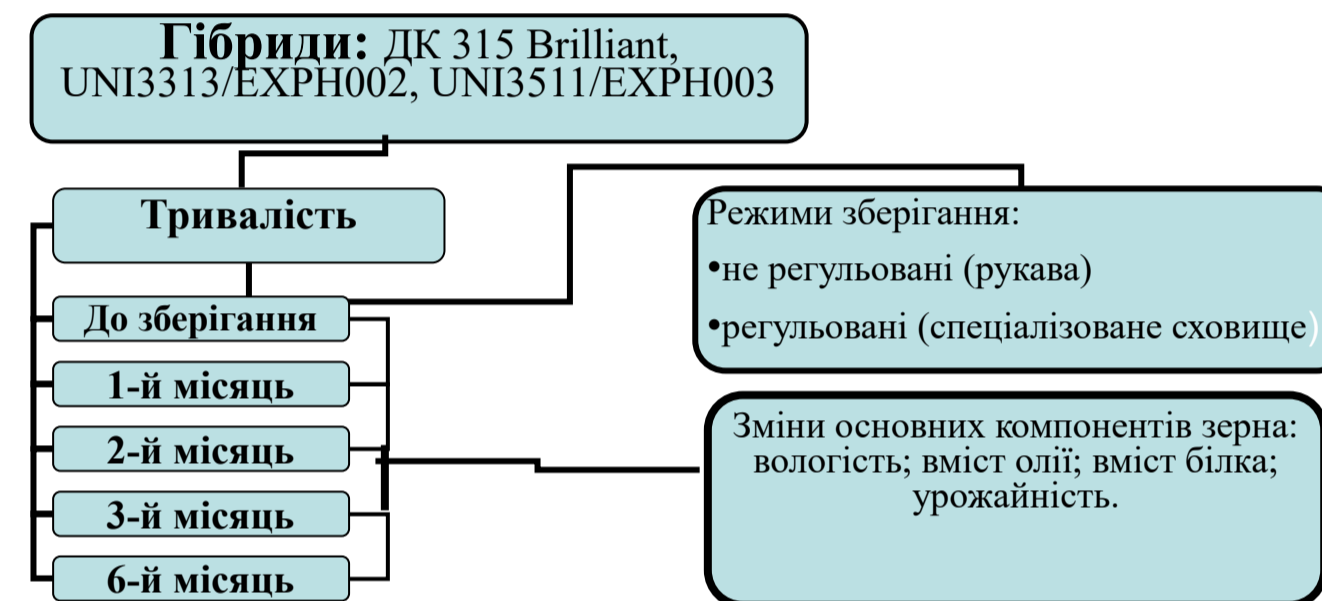 Гібриди: ДК 315 Brilliant,
UNI3313/EXPH002, UNI3511/EXPH003
Тривалість
До зберігання
1-й місяць
2-й місяць
3-й місяць
6-й місяць
Режими зберігання:
•не регульовані (рукава)
•регульовані (спеціалізоване сховище)
Зміни основних компонентів зерна:
вологість; вміст олії; вміст білка;
урожайність.